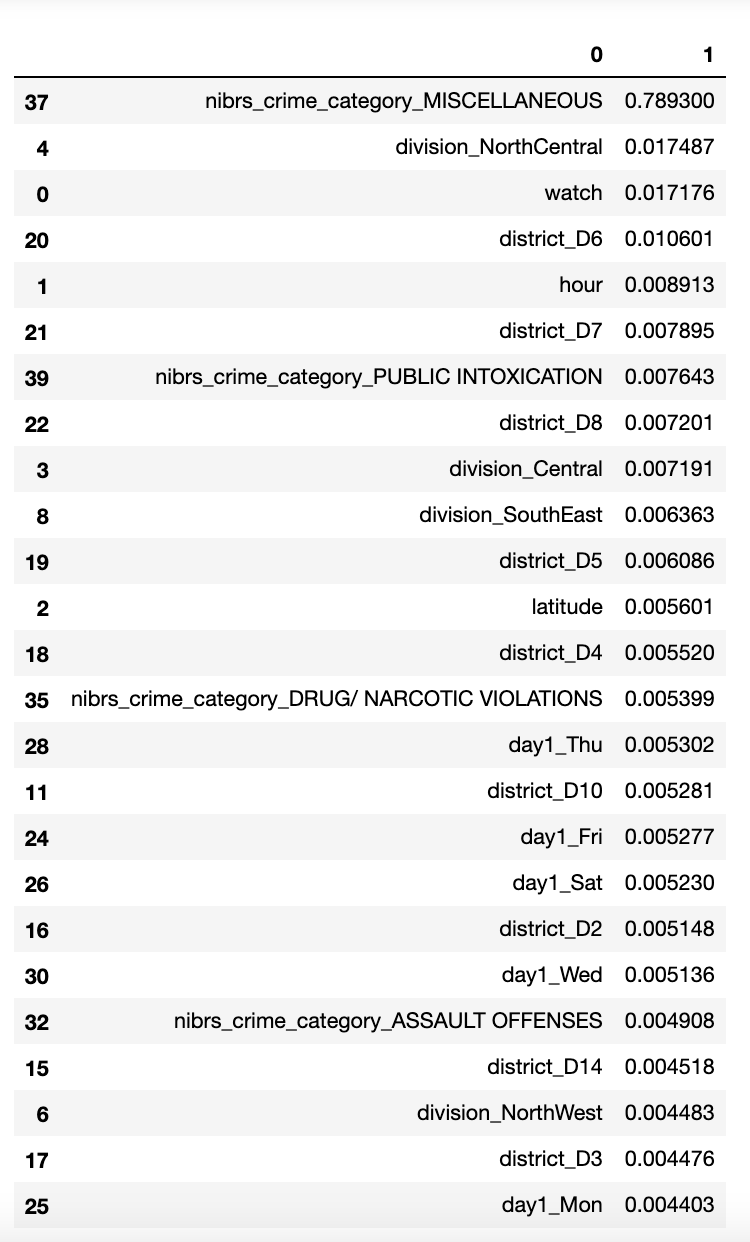 0 1
37 nibrs_crime_category_MISCELLANEOUS 0.789300
4 division_NorthCentral 0.017487
0 watch 0.017176
20 district_D6 0.010601
1 hour 0.008913
21 district_D7 0.007895
39 nibrs_crime_category_PUBLIC INTOXICATION 0.007643
22 district_D8 0.007201
3 division_Central 0.007191
8 division_SouthEast 0.006363
19 district_D5 0.006086
2 latitude 0.005601
18 district_D4 0.005520
35 nibrs_crime_category_DRUG/ NARCOTIC VIOLATIONS 0.005399
28 day1_Thu 0.005302
11 district_D10 0.005281
24 day1_Fri 0.005277
26 day1_Sat 0.005230
16 district_D2 0.005148
30 day1_Wed 0.005136
32 nibrs_crime_category_ASSAULT OFFENSES 0.004908
15 district_D14 0.004518
6 division_NorthWest 0.004483
17 district_D3 0.004476
25 day1_Mon 0.004403